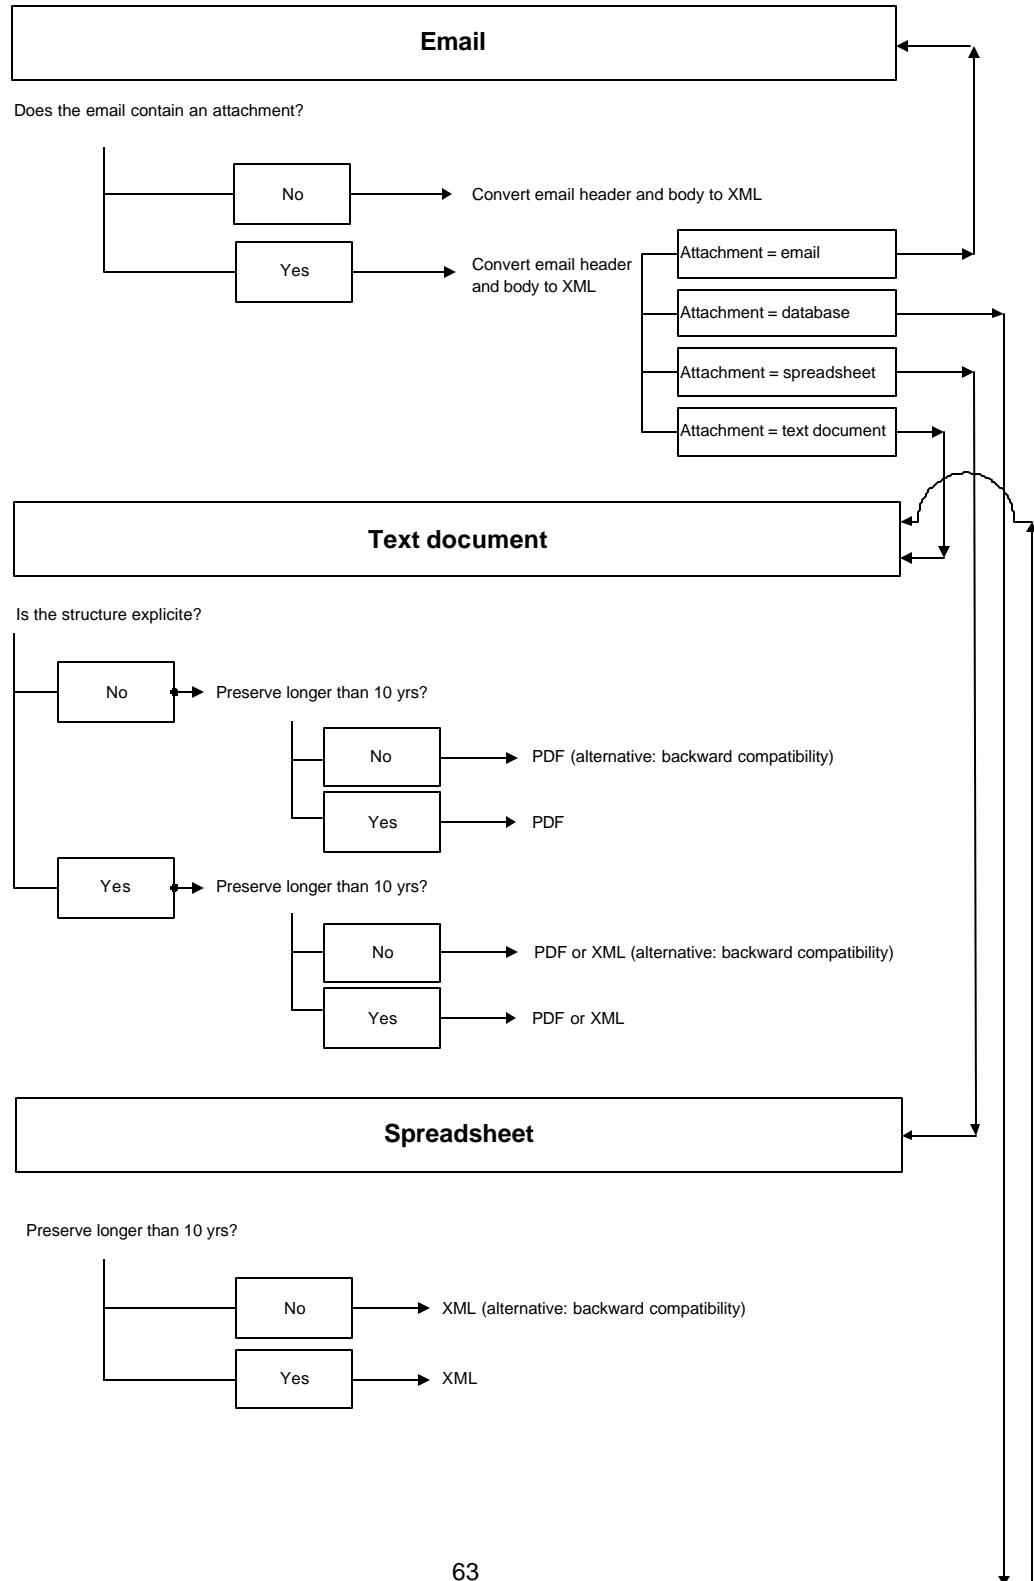 Email
Does the email contain an attachment?
No
Convert email header and body to XML
Yes
Convert email header
and body to XML
Attachment = email
Attachment = database
Attachment = spreadsheet
Attachment = text document
Text document
Is the structure explicite?
No
Preserve longer than 10 yrs?
No
PDF (alternative: backward compatibility)
Yes
PDF
Yes
Preserve longer than 10 yrs?
No
PDF or XML (alternative: backward compatibility)
Yes
PDF or XML
Spreadsheet
Preserve longer than 10 yrs?
No
XML (alternative: backward compatibility)
Yes
XML
63